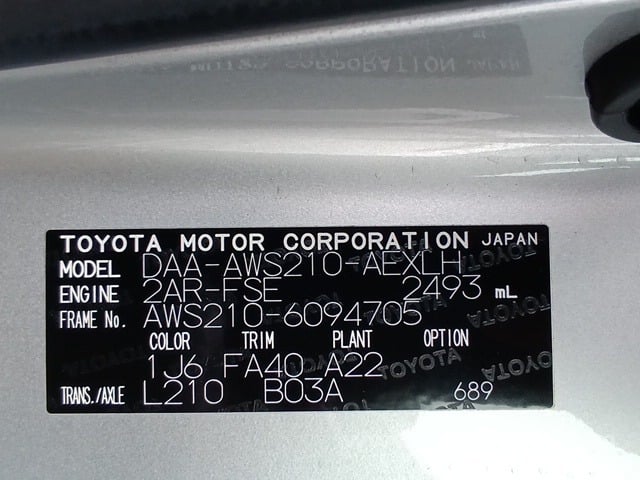 TOYOTA MOTOR CORPORATION JAPAN
MODEL DAA-AWS210-AEXLH
ENGINE 2AR-FSE 2493 mL
FRAME No. AWS210-6094705
COLOR TRIM PLANT OPTION
1J6 FA40 A22
TRANS./AXLE L210 B03A 689